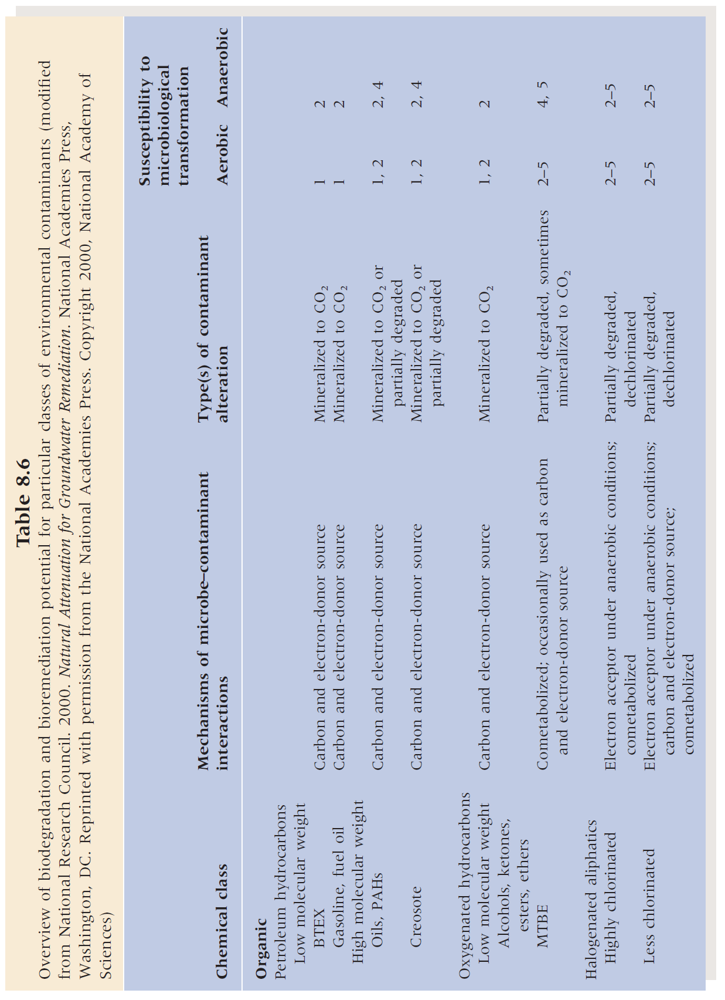 Table 8.6
Overview of biodegradation and bioremediation potential for particular classes of environmental contaminants (modified
from National Research Council. 2000. Natural Attenuation for Groundwater Remediation. National Academies Press,
Washington, DC. Reprinted with permission from the National Academies Press. Copyright 2000, National Academy of
Sciences)
Susceptibility to
microbiological
transformation
Mechanisms of microbe–contaminant Type(s) of contaminant
Chemical class interactions alteration Aerobic Anaerobic
Organic
Petroleum hydrocarbons
Low molecular weight
BTEX Carbon and electron-donor source Mineralized to CO₂ 1 2
Gasoline, fuel oil Carbon and electron-donor source Mineralized to CO₂ 1 2
High molecular weight
Oils, PAHs Carbon and electron-donor source Mineralized to CO₂ or 1, 2 2, 4
partially degraded
Creosote Carbon and electron-donor source Mineralized to CO₂ or 1, 2 2, 4
partially degraded
Oxygenated hydrocarbons
Low molecular weight Carbon and electron-donor source Mineralized to CO₂ 1, 2 2
Alcohols, ketones,
esters, ethers
MTBE Cometabolized; occasionally used as carbon Partially degraded, sometimes 2–5 4, 5
and electron-donor source mineralized to CO₂
Halogenated aliphatics
Highly chlorinated Electron acceptor under anaerobic conditions; Partially degraded, 2–5 2–5
cometabolized dechlorinated
Less chlorinated Electron acceptor under anaerobic conditions; Partially degraded, 2–5 2–5
carbon and electron-donor source; dechlorinated
cometabolized